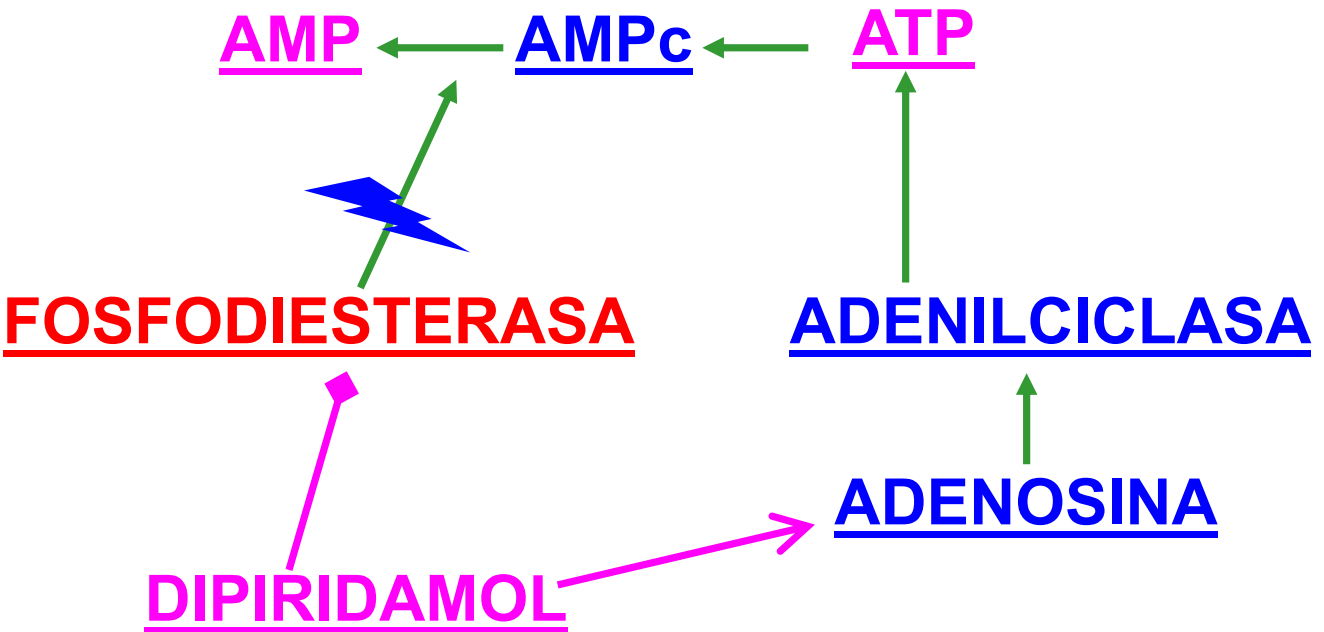 AMP AMPc ATP
FOSFODIESTERASA ADENILCICLASA
ADENOSINA
DIPIRIDAMOL